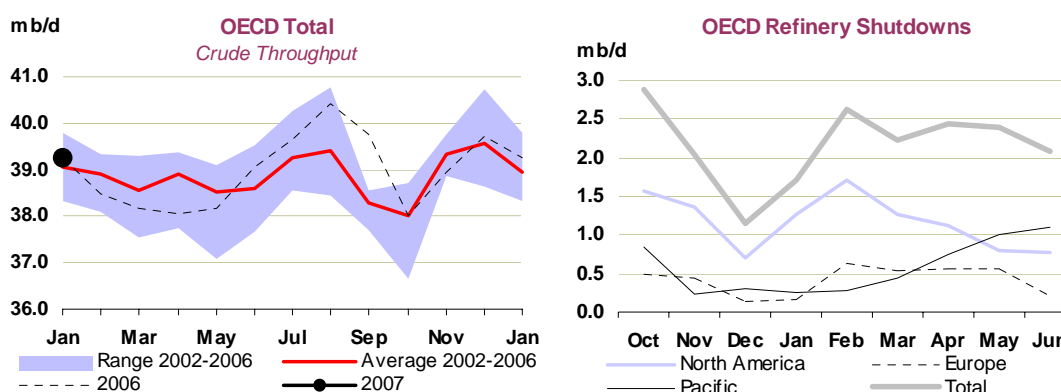 mb/d
OECD Total
Crude Throughput
41.0
40.0
39.0
38.0
37.0
36.0
Jan Mar May Jul Sep Nov Jan
Range 2002-2006 Average 2002-2006
2006 2007
OECD Refinery Shutdowns
mb/d
3.0
2.5
2.0
1.5
1.0
0.5
0.0
Oct Nov Dec Jan Feb Mar Apr May Jun
North America Europe
Pacific Total